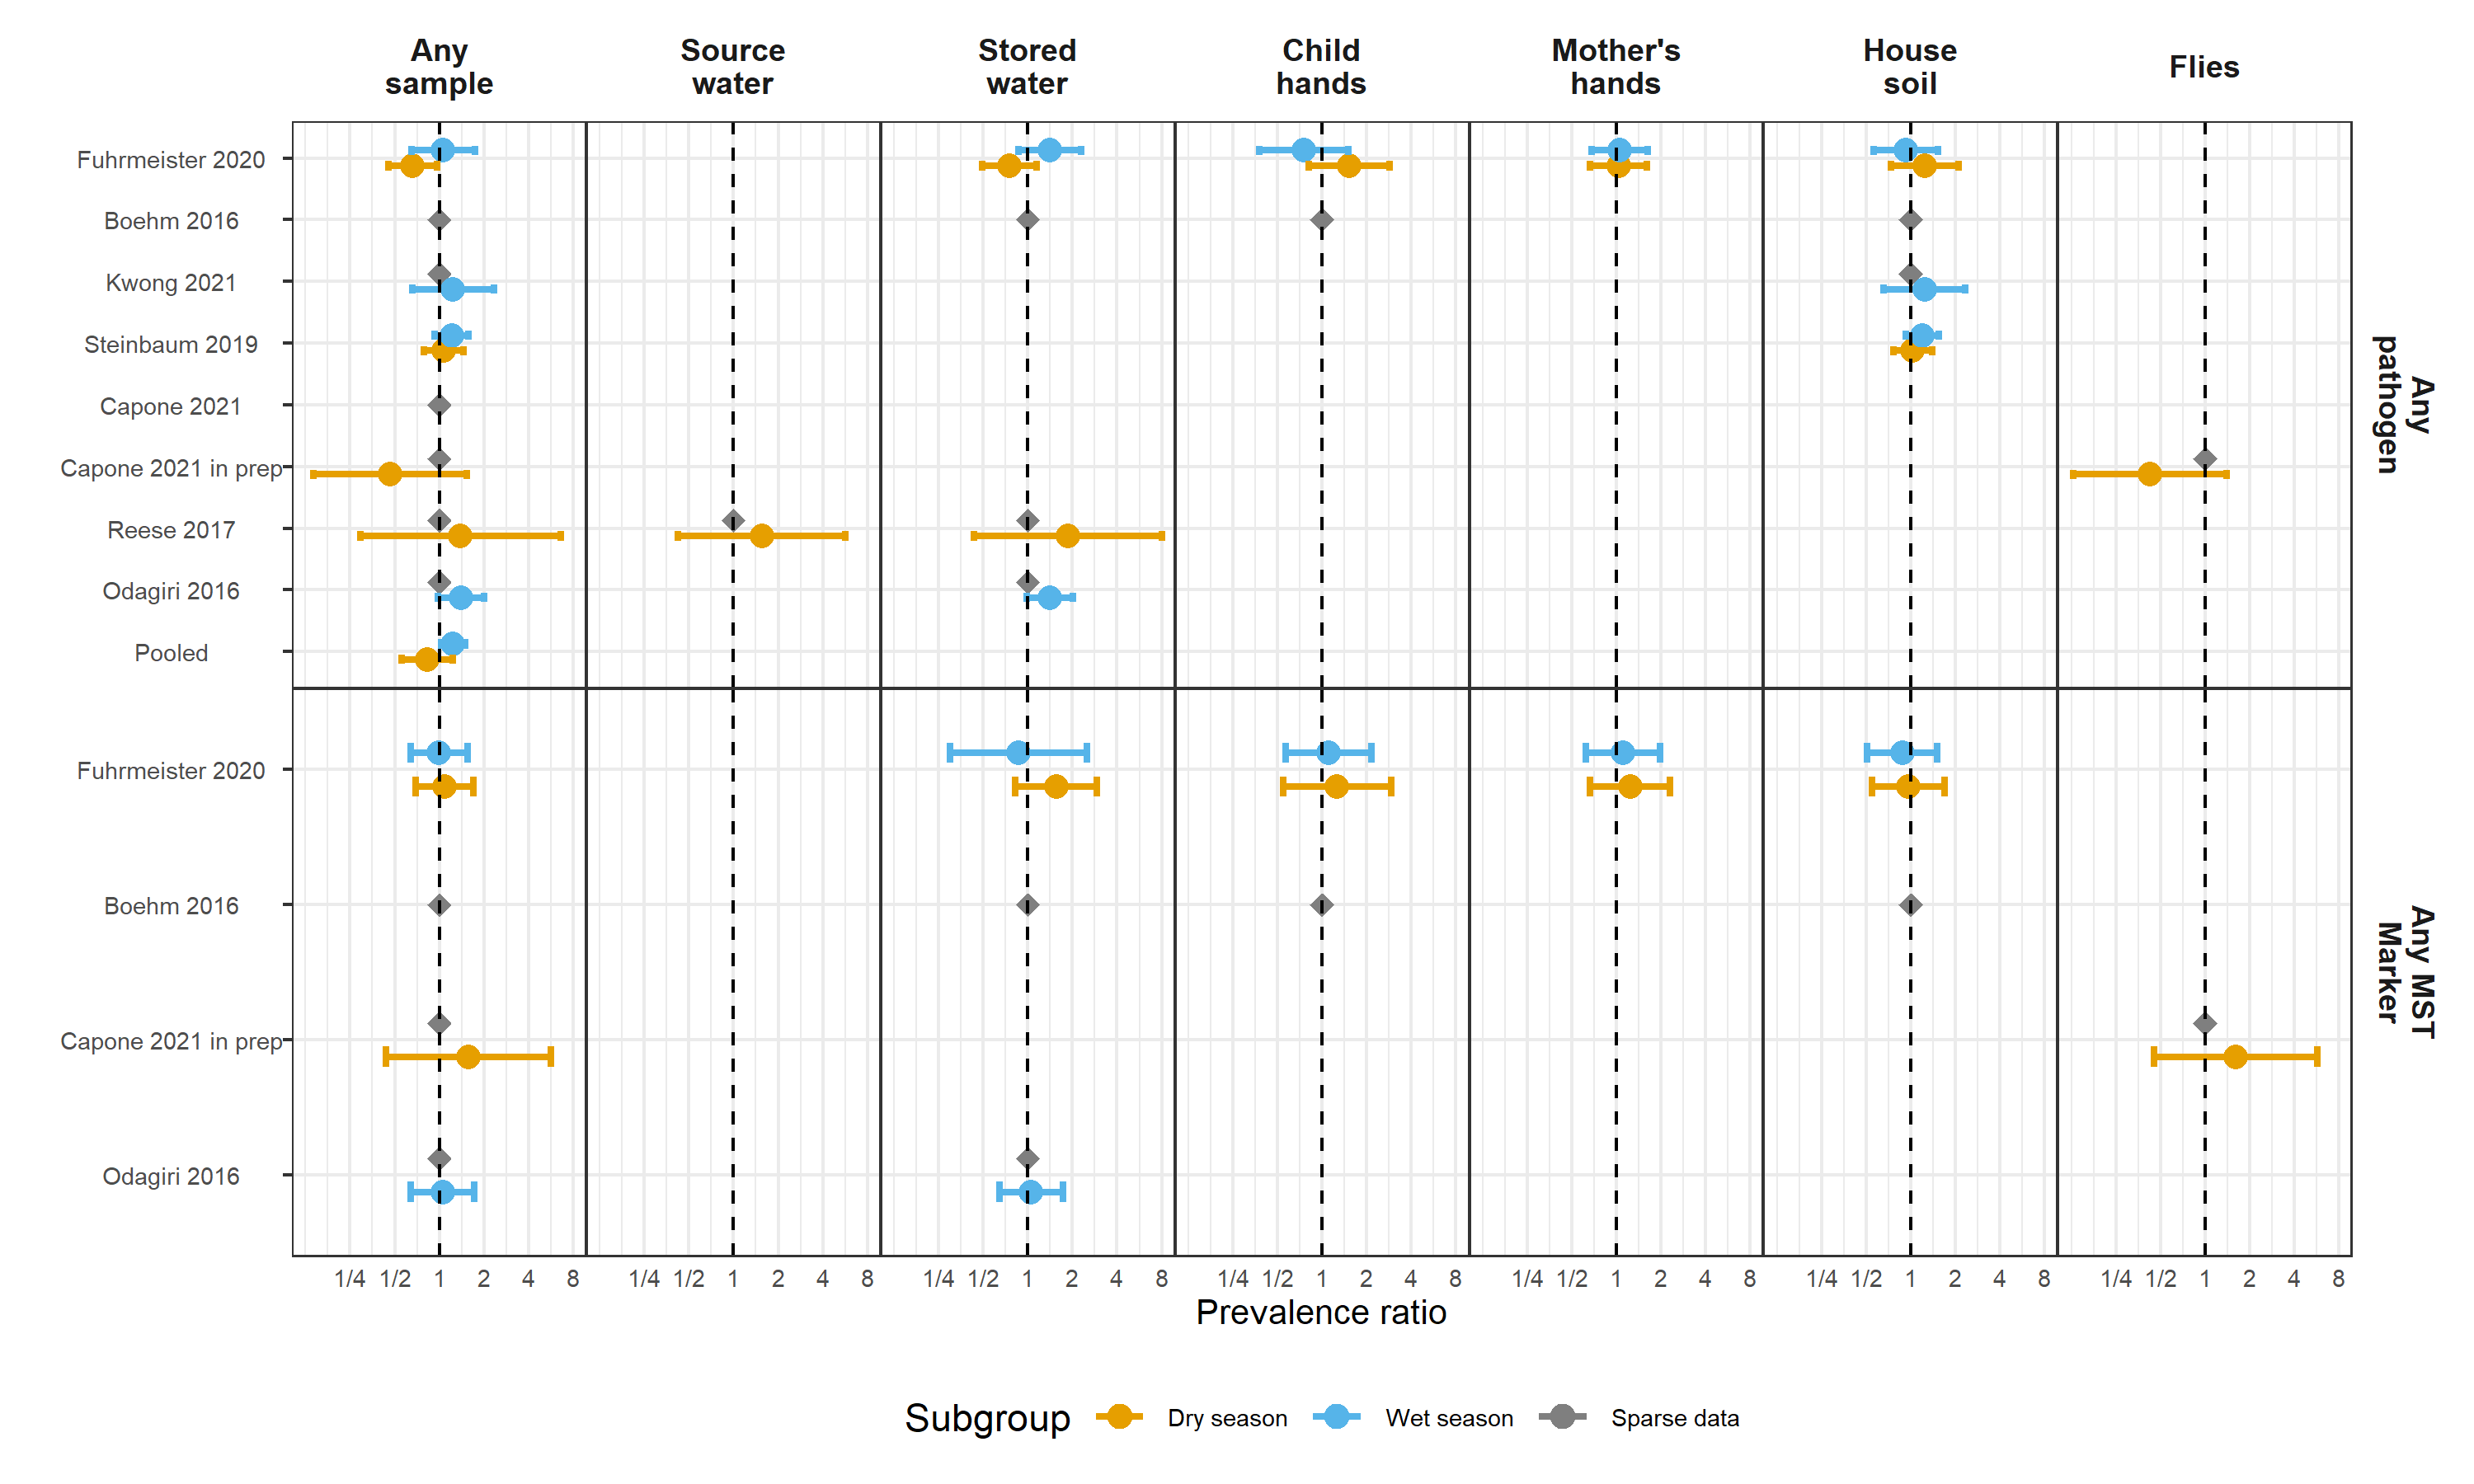 Any
sample
Source
water
Stored
water
Child
hands
Mother's
hands
House
soil
Flies
Fuhrmeister 2020
Boehm 2016
Kwong 2021
Steinbaum 2019
Capone 2021
Capone 2021 in prep
Reese 2017
Odagiri 2016
Pooled
Any
pathogen
Fuhrmeister 2020
Boehm 2016
Capone 2021 in prep
Odagiri 2016
Any MST
Marker
1/4 1/2 1 2 4 8 1/4 1/2 1 2 4 8 1/4 1/2 1 2 4 8 1/4 1/2 1 2 4 8 1/4 1/2 1 2 4 8 1/4 1/2 1 2 4 8 1/4 1/2 1 2 4 8
Prevalence ratio
Subgroup Dry season Wet season Sparse data